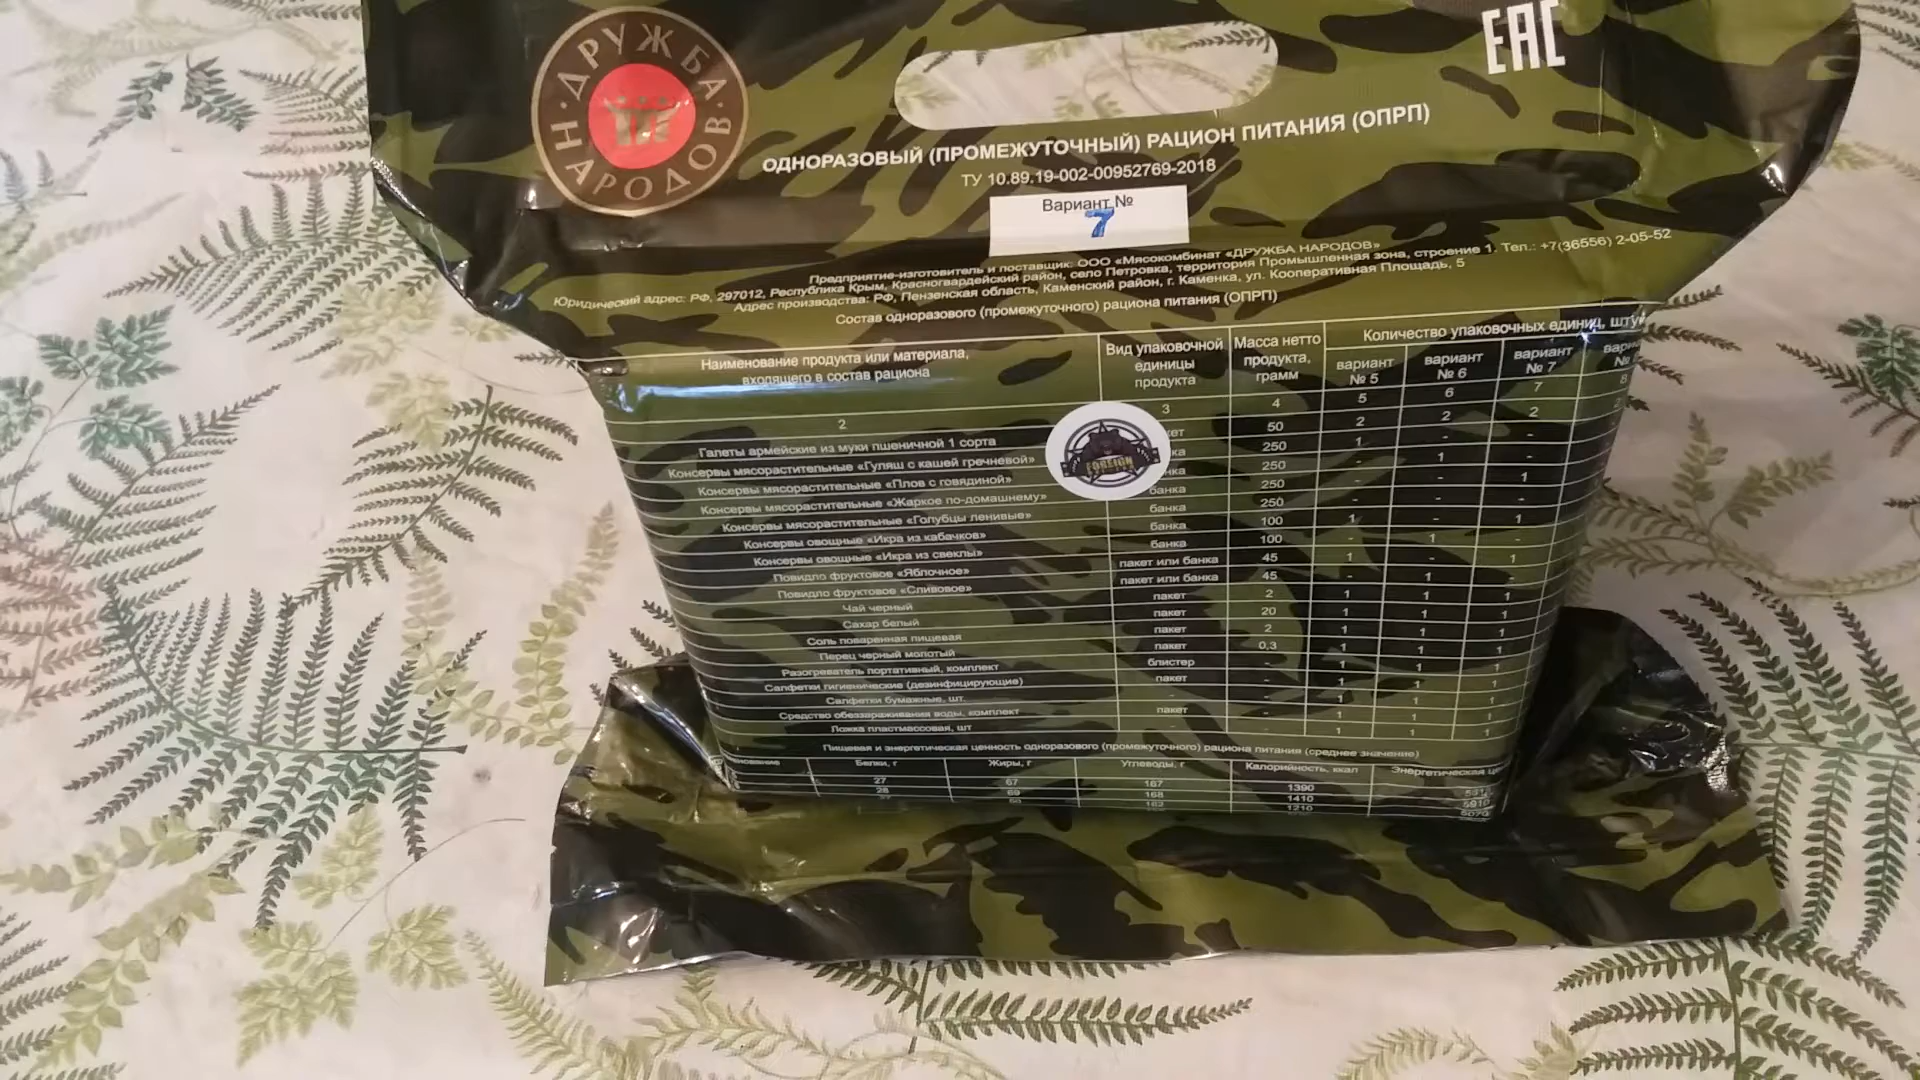 ДРУЖБА НАРОДОВ
EAC
ОДНОРАЗОВЫЙ (ПРОМЕЖУТОЧНЫЙ) РАЦИОН ПИТАНИЯ (ОПРП)
ТУ 10.89.19-002-00952769-2018
Вариант №
7
Предприятие-изготовитель и поставщик: ООО «Мясокомбинат «ДРУЖБА НАРОДОВ»
Юридический адрес: РФ, 297012, Республика Крым, Красногвардейский район, село Петровка, территория Промышленная зона, строение 1. Тел.: +7(36556) 2-05-52
Адрес производства: РФ, Пензенская область, Каменский район, г. Каменка, ул. Кооперативная Площадь, 5
Состав одноразового (промежуточного) рациона питания (ОПРП)
Наименование продукта или материала, входящего в состав рациона Вид упаковочной единицы продукта Масса нетто продукта, грамм Количество упаковочных единиц,
вариант № 5 вариант № 6 вариант № 7
2 3 4 5 6 7 8
Галеты армейские из муки пшеничной 1 сорта 50 2 2 2
Консервы мясорастительные «Гуляш с кашей гречневой» 250 1 - -
Консервы мясорастительные «Плов с говядиной» 250 - 1 -
Консервы мясорастительные «Жаркое по-домашнему» банка 250 - - 1
Консервы мясорастительные «Голубцы ленивые» банка 250 - - -
Консервы овощные «Икра из кабачков» банка 100 1 - 1
Консервы овощные «Икра из свеклы» банка 100 - 1 -
Повидло фруктовое «Яблочное» пакет или банка 45 1 - 1
Повидло фруктовое «Сливовое» пакет или банка 45 - 1 -
Чай черный пакет 2 1 1 1
Сахар белый пакет 20 1 1 1
Соль поваренная пищевая пакет 2 1 1 1
Перец черный молотый пакет 0,3 1 1 1
Разогреватель портативный, комплект блистер - 1 1 1
Салфетки гигиенические (дезинфицирующие) пакет - 1 1 1
Салфетки бумажные, шт. - - 1 1 1
Средство обеззараживания воды, комплект пакет - 1 1 1
Ложка пластмассовая, шт - - 1 1 1
Пищевая и энергетическая ценность одноразового (промежуточного) рациона питания (среднее значение)
Белки, г Жиры, г Углеводы, г Калорийность, ккал Энергетическая
27 67 167 1390
28 69 168 1410 5910
162 1210 5070
FOREIGN